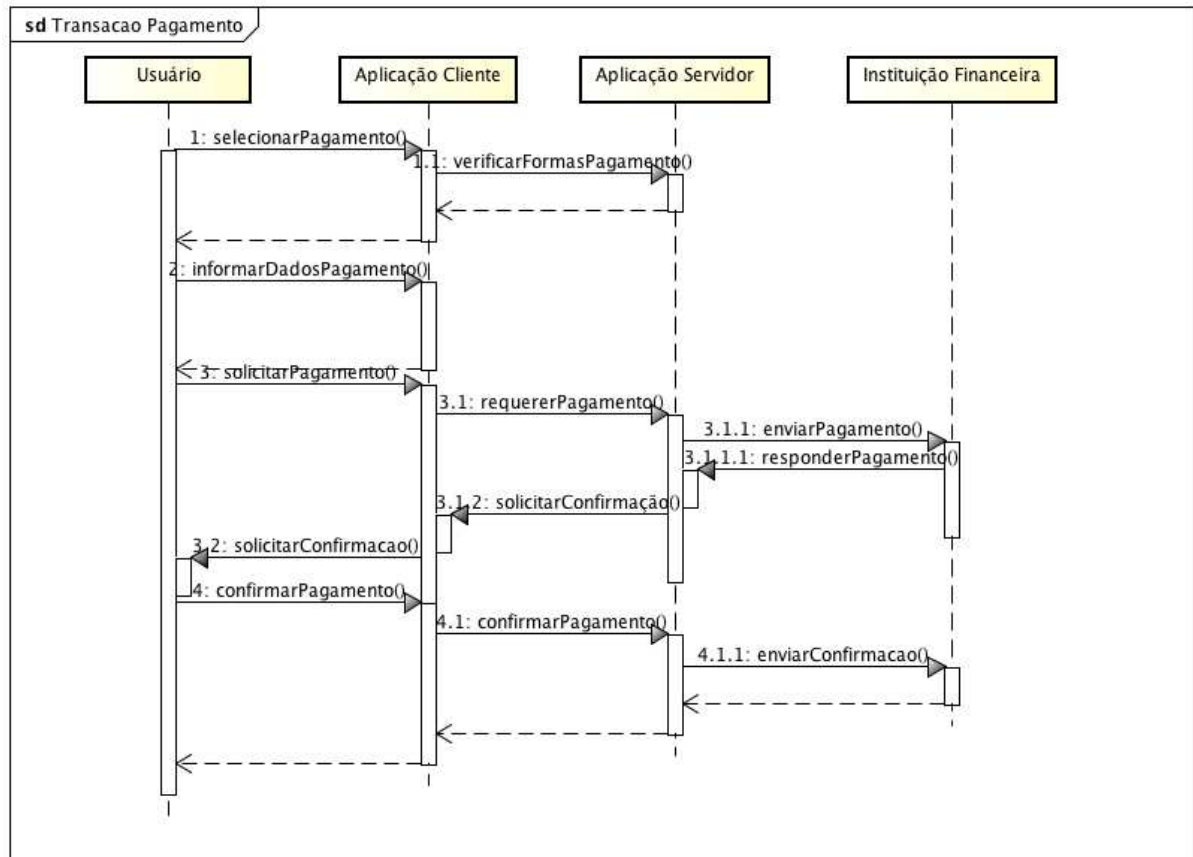 sd Transacao Pagamento
Usuário
Aplicação Cliente
Aplicação Servidor
Instituição Financeira
1: selecionarPagamento()
1.1: verificarFormasPagamento()
2: informarDadosPagamento()
3: solicitarPagamento()
3.1: requererPagamento()
3.1.1: enviarPagamento()
3.1.1.1: responderPagamento()
3.1.2: solicitarConfirmação()
3.2: solicitarConfirmacao()
4: confirmarPagamento()
4.1: confirmarPagamento()
4.1.1: enviarConfirmacao()